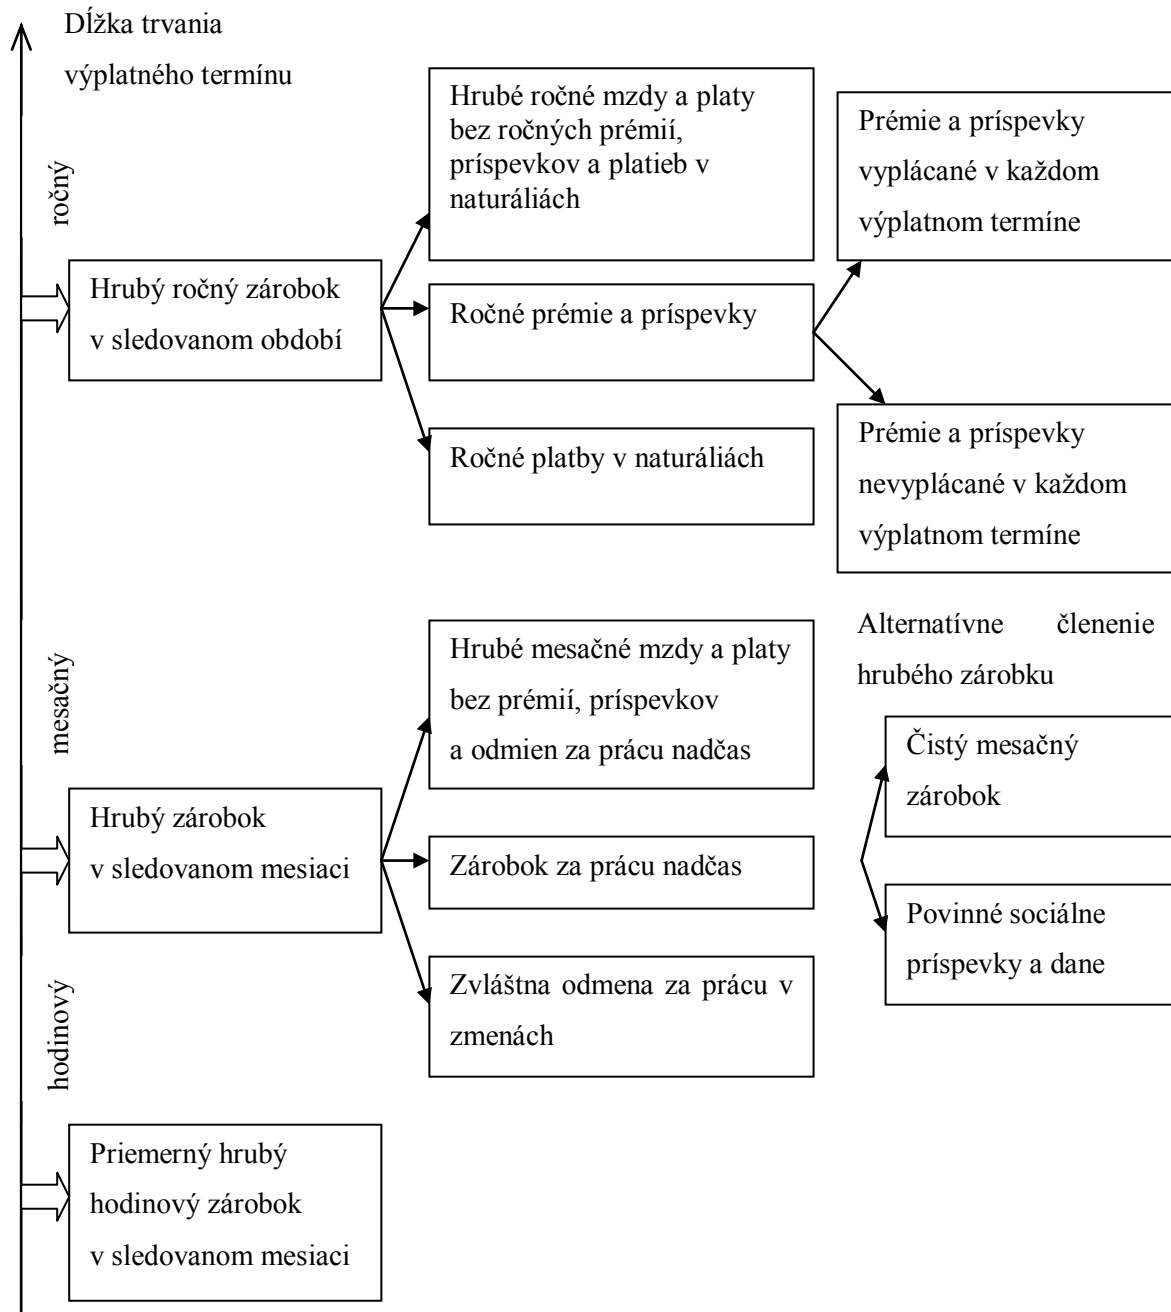 Dĺžka trvania
výplatného termínu
ročný
Hrubý ročný zárobok
v sledovanom období
Hrubé ročné mzdy a platy
bez ročných prémií,
príspevkov a platieb v
naturáliách
Ročné prémie a príspevky
Ročné platby v naturáliách
Prémie a príspevky
vyplácané v každom
výplatnom termíne
Prémie a príspevky
nevyplácané v každom
výplatnom termíne
mesačný
Hrubý zárobok
v sledovanom mesiaci
Hrubé mesačné mzdy a platy
bez prémií, príspevkov
a odmien za prácu nadčas
Zárobok za prácu nadčas
Zvláštna odmena za prácu v
zmenách
Alternatívne členenie
hrubého zárobku
Čistý mesačný
zárobok
Povinné sociálne
príspevky a dane
hodinový
Priemerný hrubý
hodinový zárobok
v sledovanom mesiaci